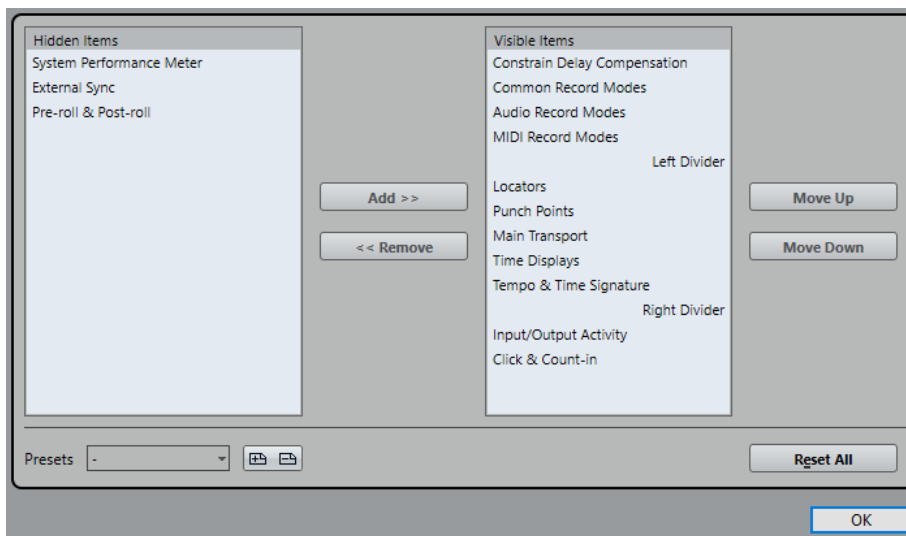 Hidden Items
System Performance Meter
External Sync
Pre-roll & Post-roll
Add >>
<< Remove
Visible Items
Constrain Delay Compensation
Common Record Modes
Audio Record Modes
MIDI Record Modes
Left Divider
Locators
Punch Points
Main Transport
Time Displays
Tempo & Time Signature
Right Divider
Input/Output Activity
Click & Count-in
Move Up
Move Down
Presets -
Reset All
OK